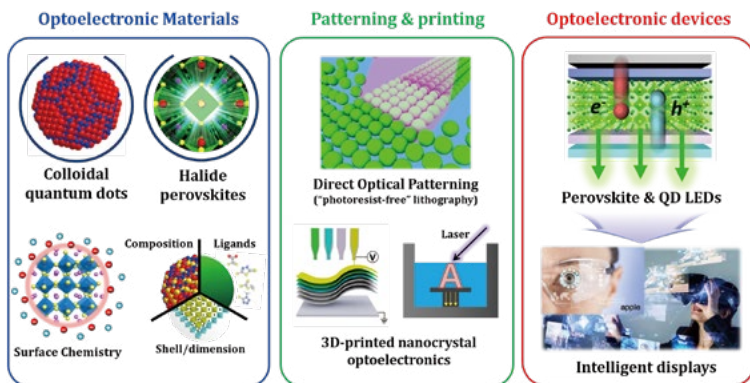 Optoelectronic Materials
Colloidal
quantum dots
Halide
perovskites
Composition
Ligands
Surface Chemistry
Shell/dimension
Patterning & printing
Direct Optical Patterning
("photoresist-free" lithography)
V
Laser
A
3D-printed nanocrystal
optoelectronics
Optoelectronic devices
e-
h+
Perovskite & QD LEDs
apple
Intelligent displays